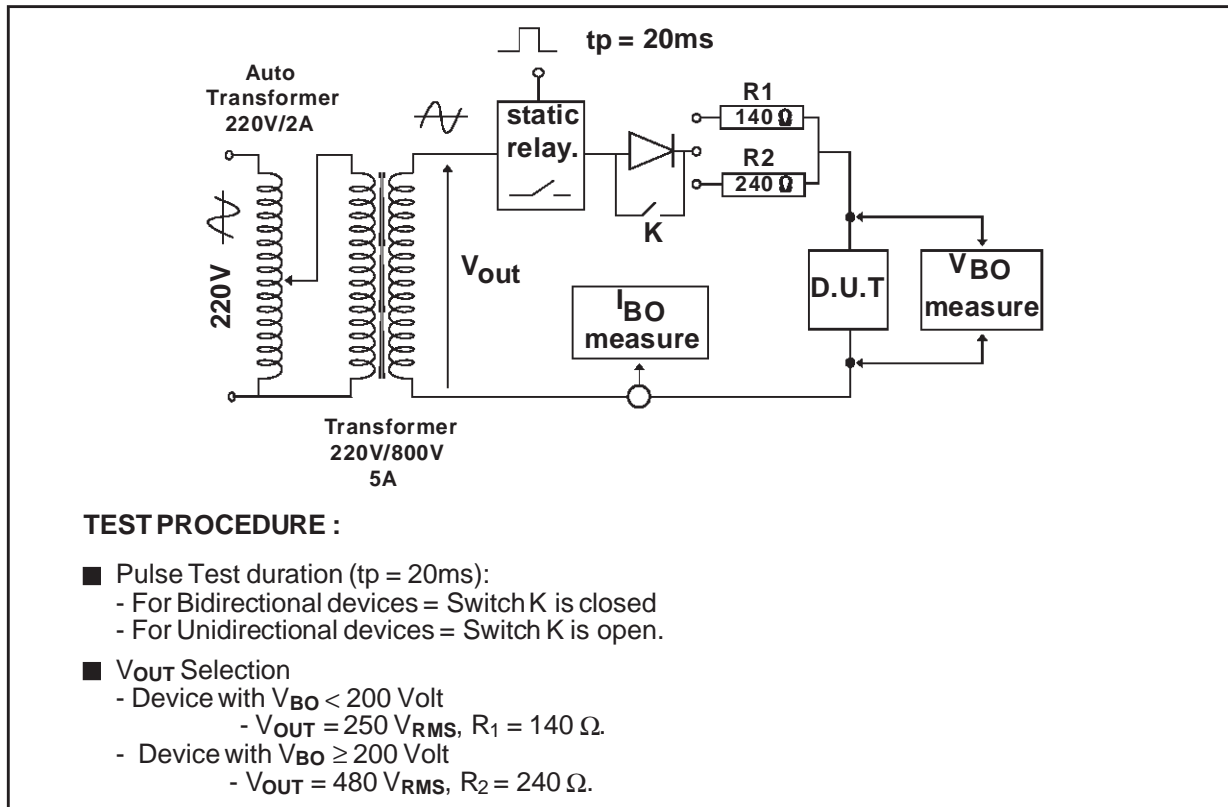 tp = 20ms
Auto
Transformer
220V/2A
static
relay.
R1
140 Ω
R2
240 Ω
K
220V
Vout
IBO
measure
D.U.T
VBO
measure
Transformer
220V/800V
5A
TEST PROCEDURE :
■ Pulse Test duration (tp = 20ms):
- For Bidirectional devices = Switch K is closed
- For Unidirectional devices = Switch K is open.
■ VOUT Selection
- Device with VBO < 200 Volt
- VOUT = 250 VRMS, R1 = 140 Ω.
- Device with VBO ≥ 200 Volt
- VOUT = 480 VRMS, R2 = 240 Ω.